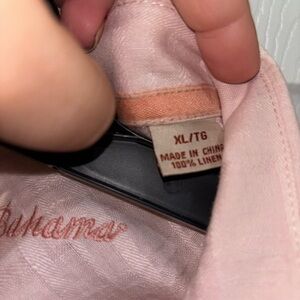 XL/TG
MADE IN CHINA
100% LINEN
Bahama